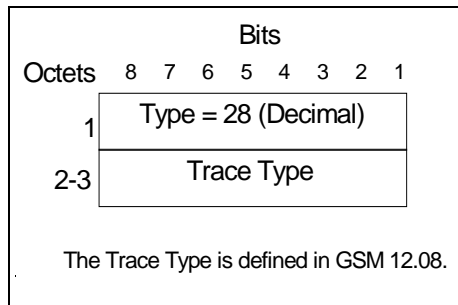 Bits
Octets 8 7 6 5 4 3 2 1
1 Type = 28 (Decimal)
2-3 Trace Type
The Trace Type is defined in GSM 12.08.